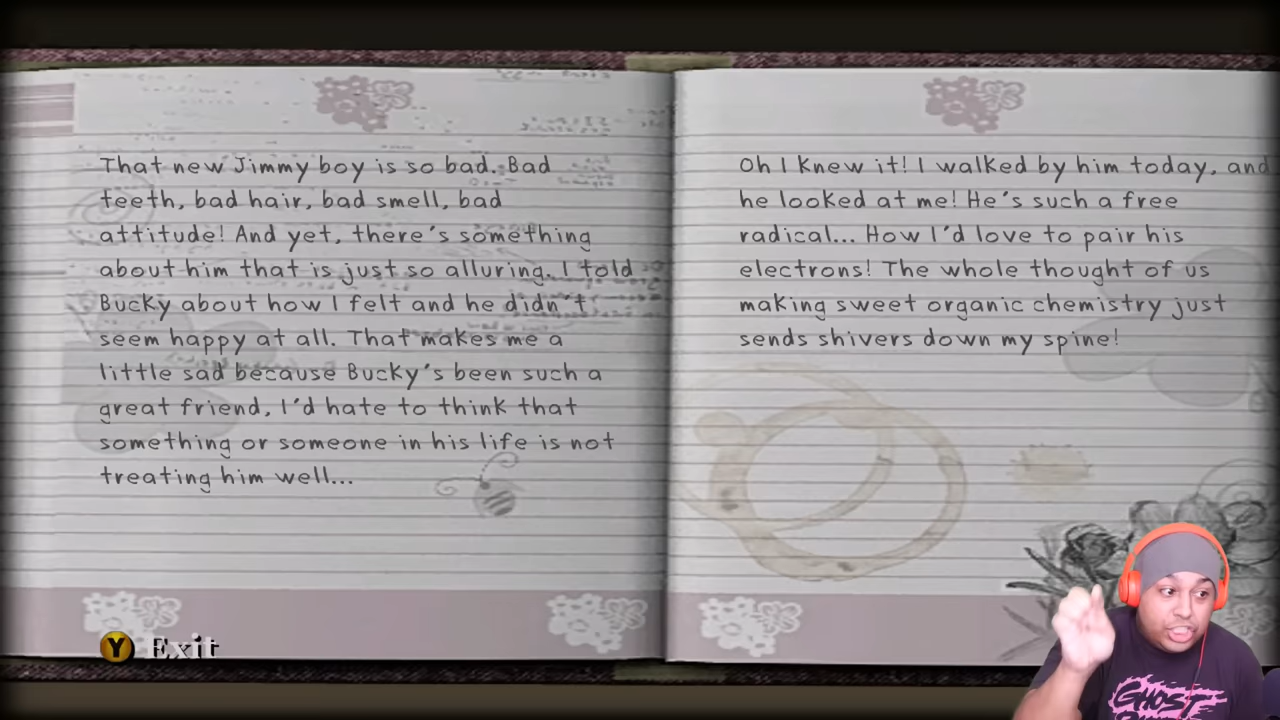 That new Jimmy boy is so bad. Bad
teeth, bad hair, bad smell, bad
attitude! And yet, there's something
about him that is just so alluring. I told
Bucky about how I felt and he didn't
seem happy at all. That makes me a
little sad because Bucky's been such a
great friend, I'd hate to think that
something or someone in his life is not
treating him well...
Oh I knew it! I walked by him today, and
he looked at me! He's such a free
radical... How I'd love to pair his
electrons! The whole thought of us
making sweet organic chemistry just
sends shivers down my spine!
Y Exit
GHOST